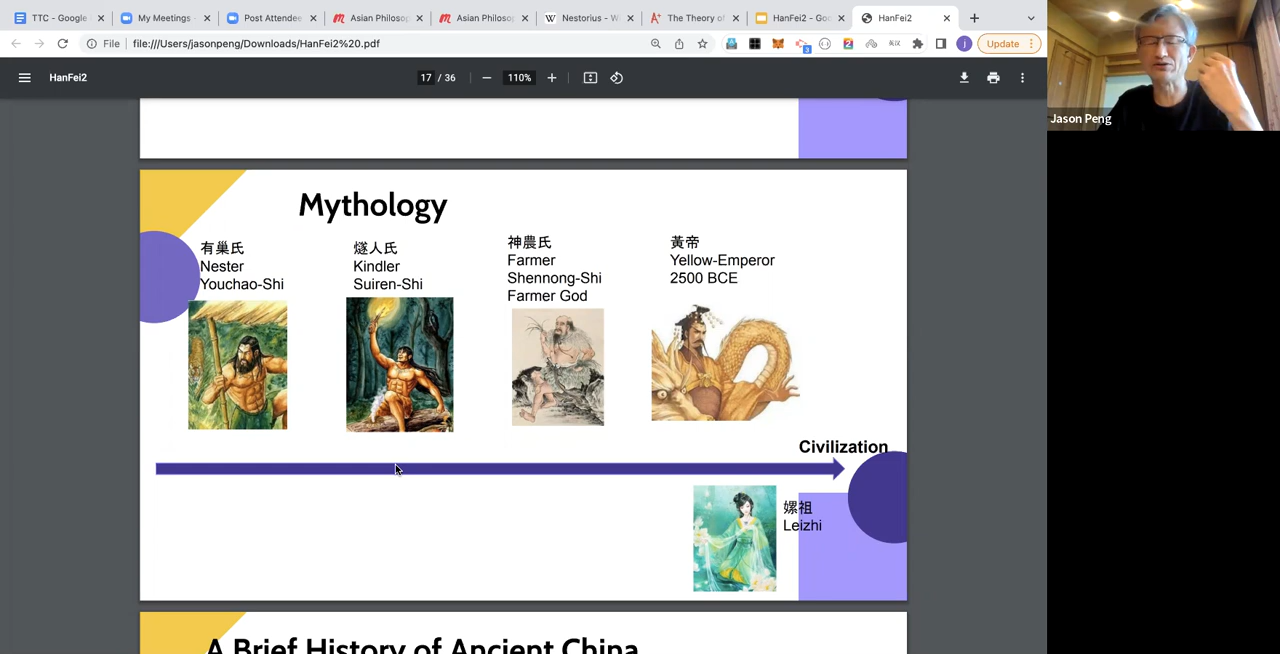 TTC - Google
My Meetings -
Post Attendee
Asian Philosop
Asian Philosop
Nestorius - W
The Theory of
HanFei2 - Goo
HanFei2
File
file:///Users/jasonpeng/Downloads/HanFei2%20.pdf
Update
HanFei2
17 / 36
110%
Jason Peng
Mythology
有巢氏
Nester
Youchao-Shi
燧人氏
Kindler
Suiren-Shi
神農氏
Farmer
Shennong-Shi
Farmer God
黃帝
Yellow-Emperor
2500 BCE
Civilization
嫘祖
Leizhi
A Brief History of Ancient China